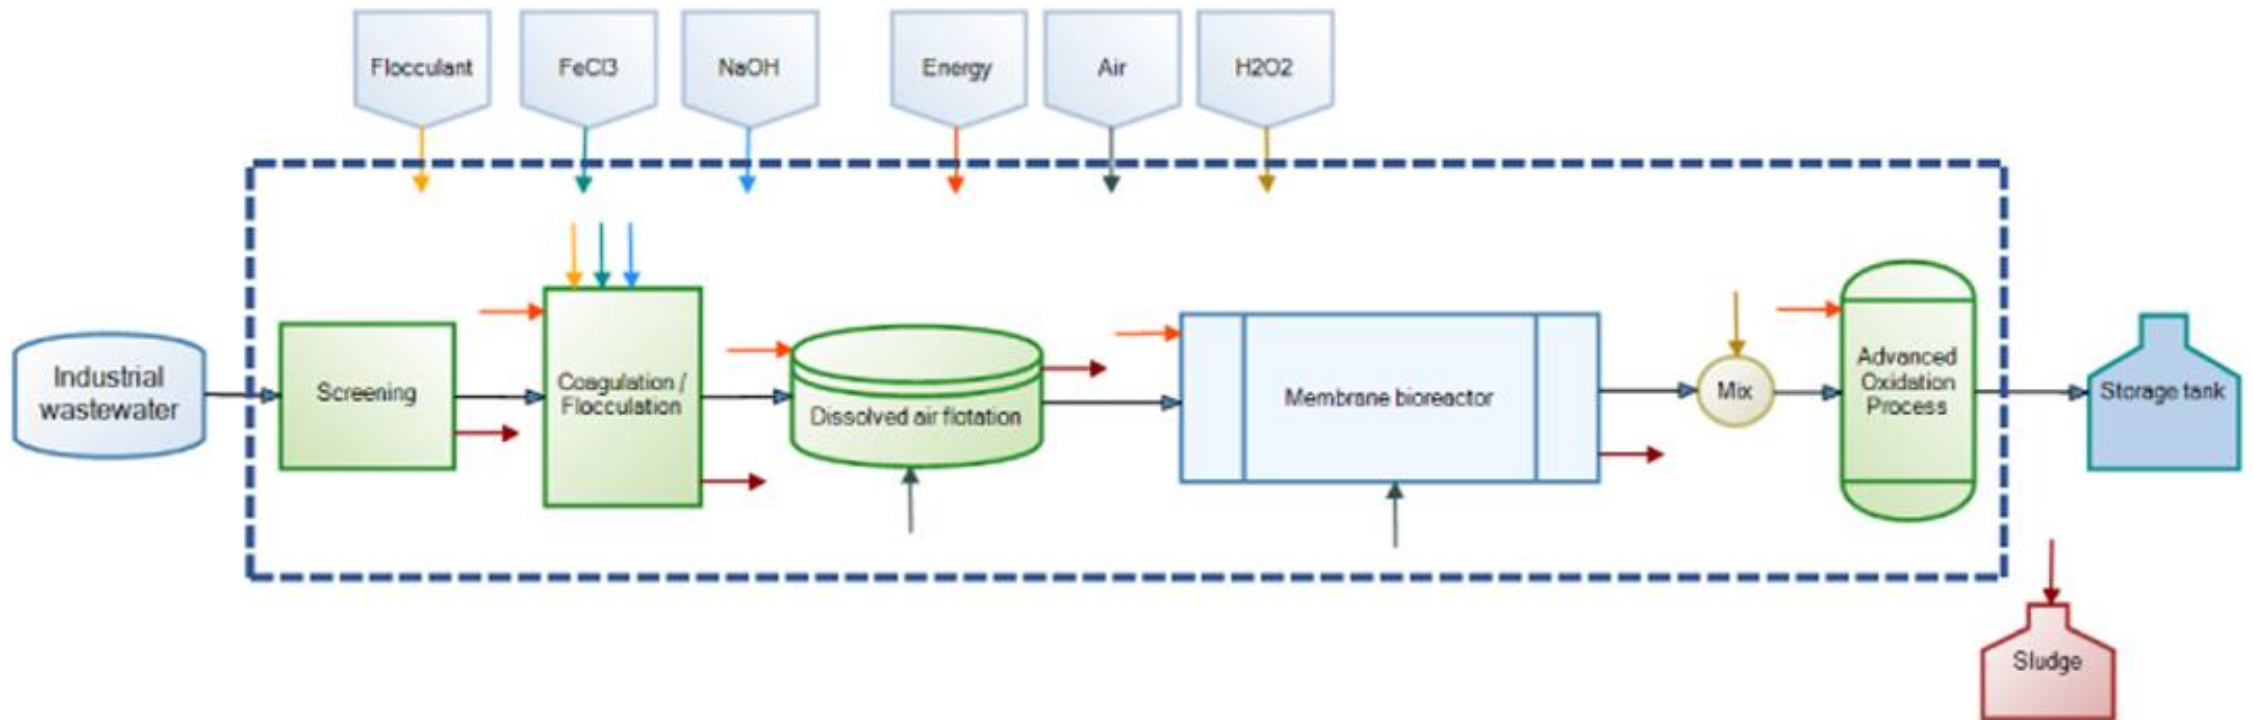 Flocculant
FeCl3
NaOH
Energy
Air
H2O2
Industrial
wastewater
Screening
Coagulation /
Flocculation
Dissolved air flotation
Membrane bioreactor
Mix
Advanced
Oxidation
Process
Storage tank
Sludge